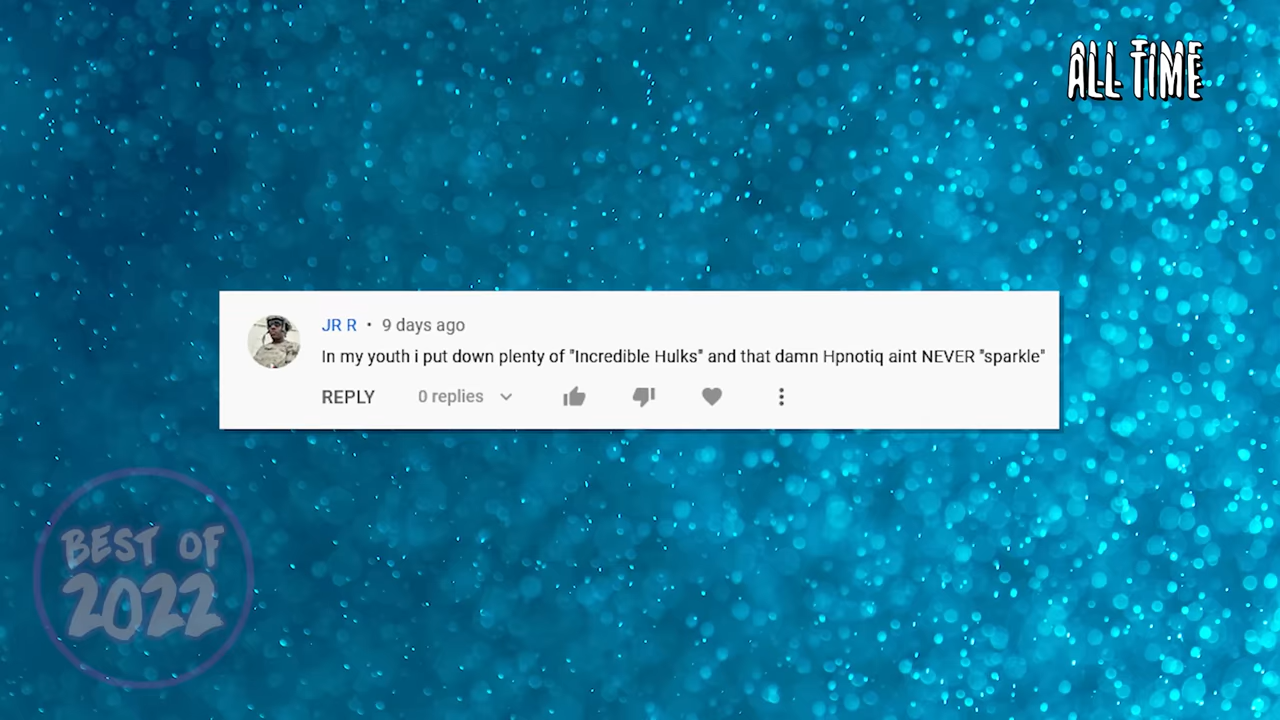 ALL TIME
JR R • 9 days ago
In my youth i put down plenty of "Incredible Hulks" and that damn Hpnotiq aint NEVER "sparkle"
REPLY 0 replies
BEST OF
2022